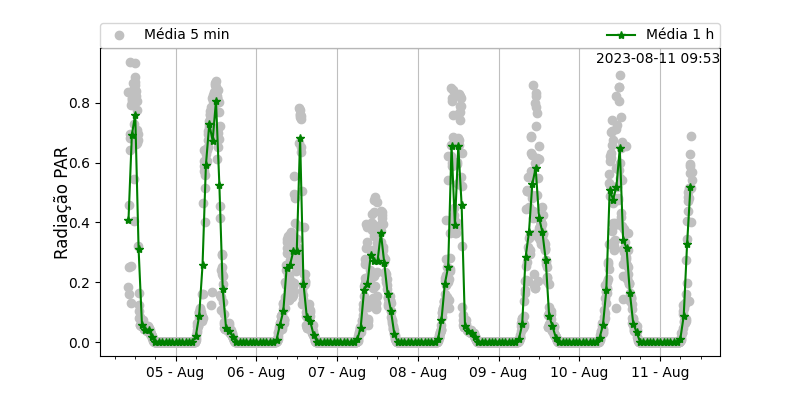 Média 5 min
Média 1 h
2023-08-11 09:53
Radiação PAR
0.8
0.6
0.4
0.2
0.0
05 - Aug
06 - Aug
07 - Aug
08 - Aug
09 - Aug
10 - Aug
11 - Aug